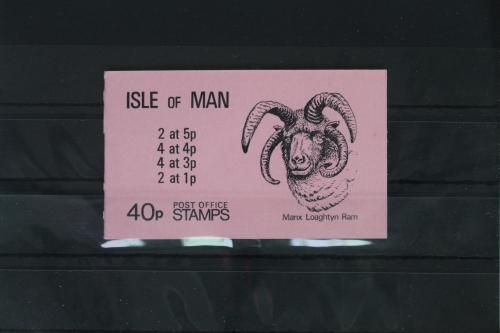 ISLE OF MAN
2 at 5p
4 at 4p
4 at 3p
2 at 1p
40p POST OFFICE STAMPS
Manx Loaghtyn Ram